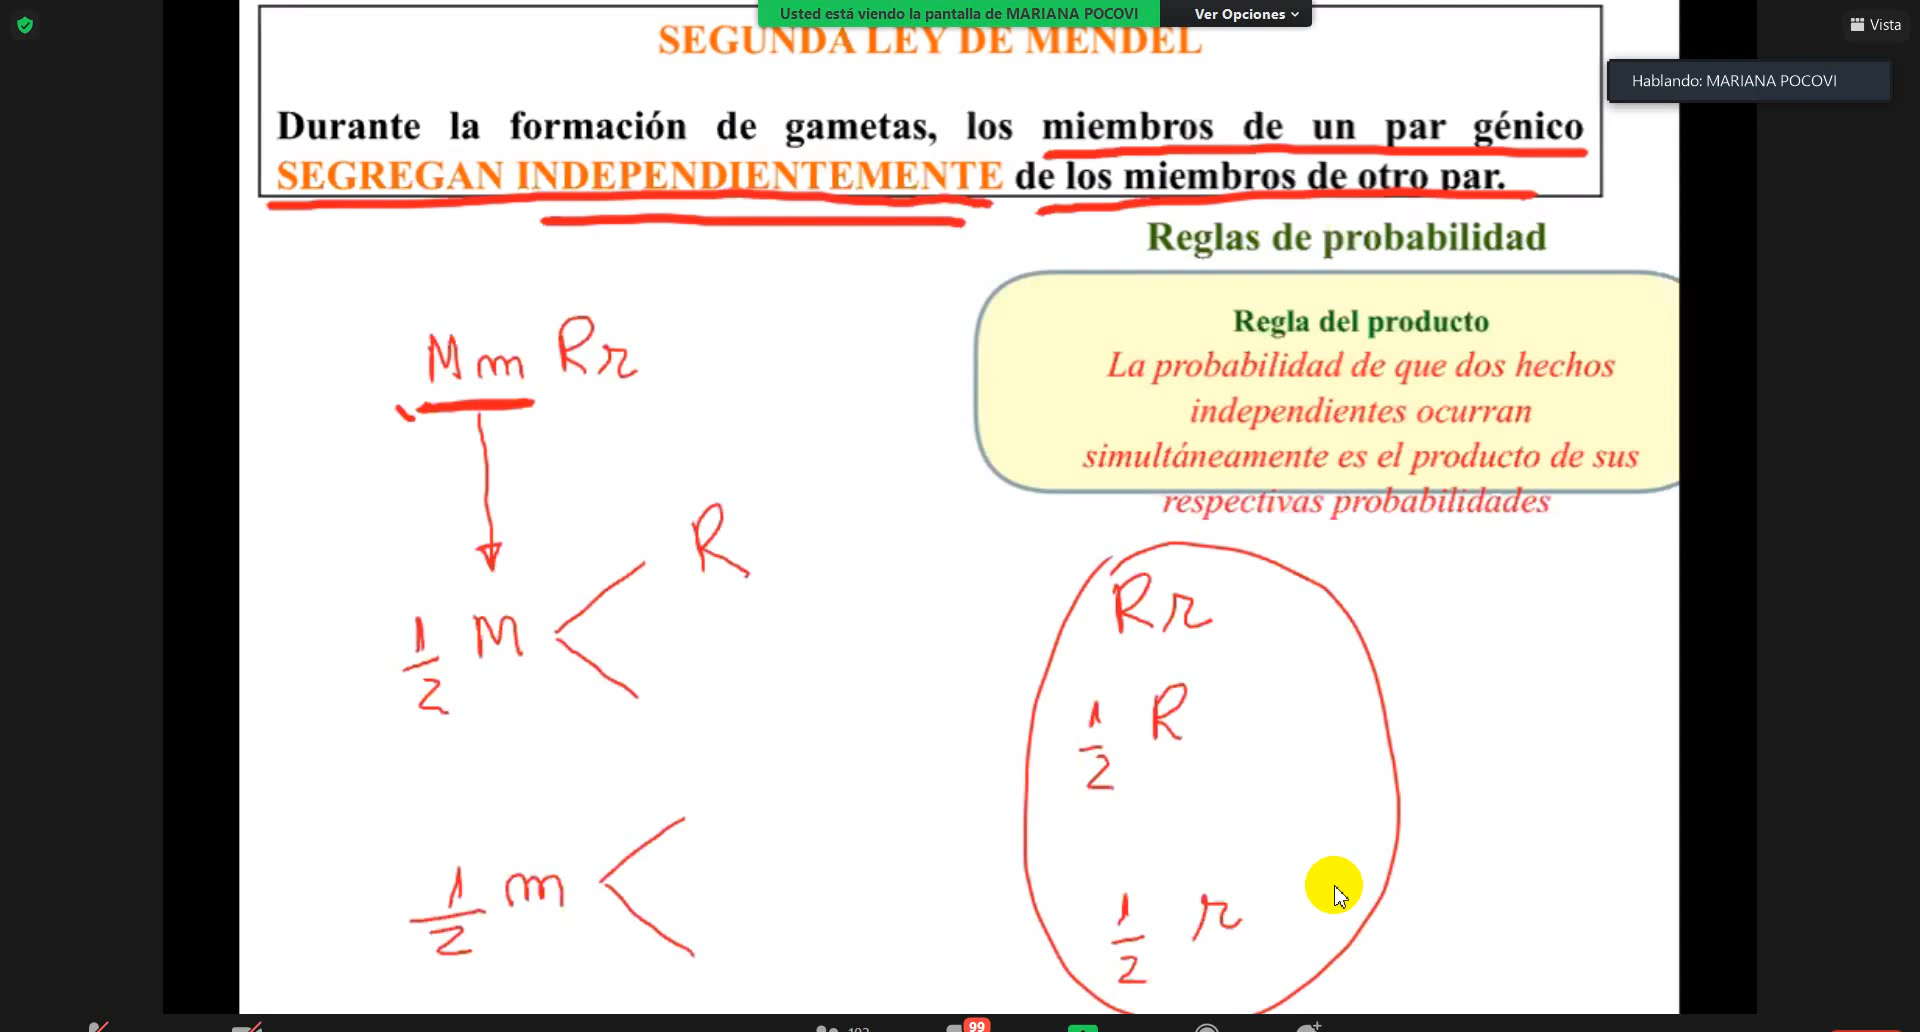 Usted está viendo la pantalla de MARIANA POCOVI
Ver Opciones
Vista
Hablando: MARIANA POCOVI
SEGUNDA LEY DE MENDEL
Durante la formación de gametas, los miembros de un par génico
SEGREGAN INDEPENDIENTEMENTE de los miembros de otro par.
Reglas de probabilidad
Regla del producto
La probabilidad de que dos hechos
independientes ocurran
simultáneamente es el producto de sus
respectivas probabilidades
Mm Rr
R
1/2 M
1/2 m
Rr
1/2 R
1/2 r
99